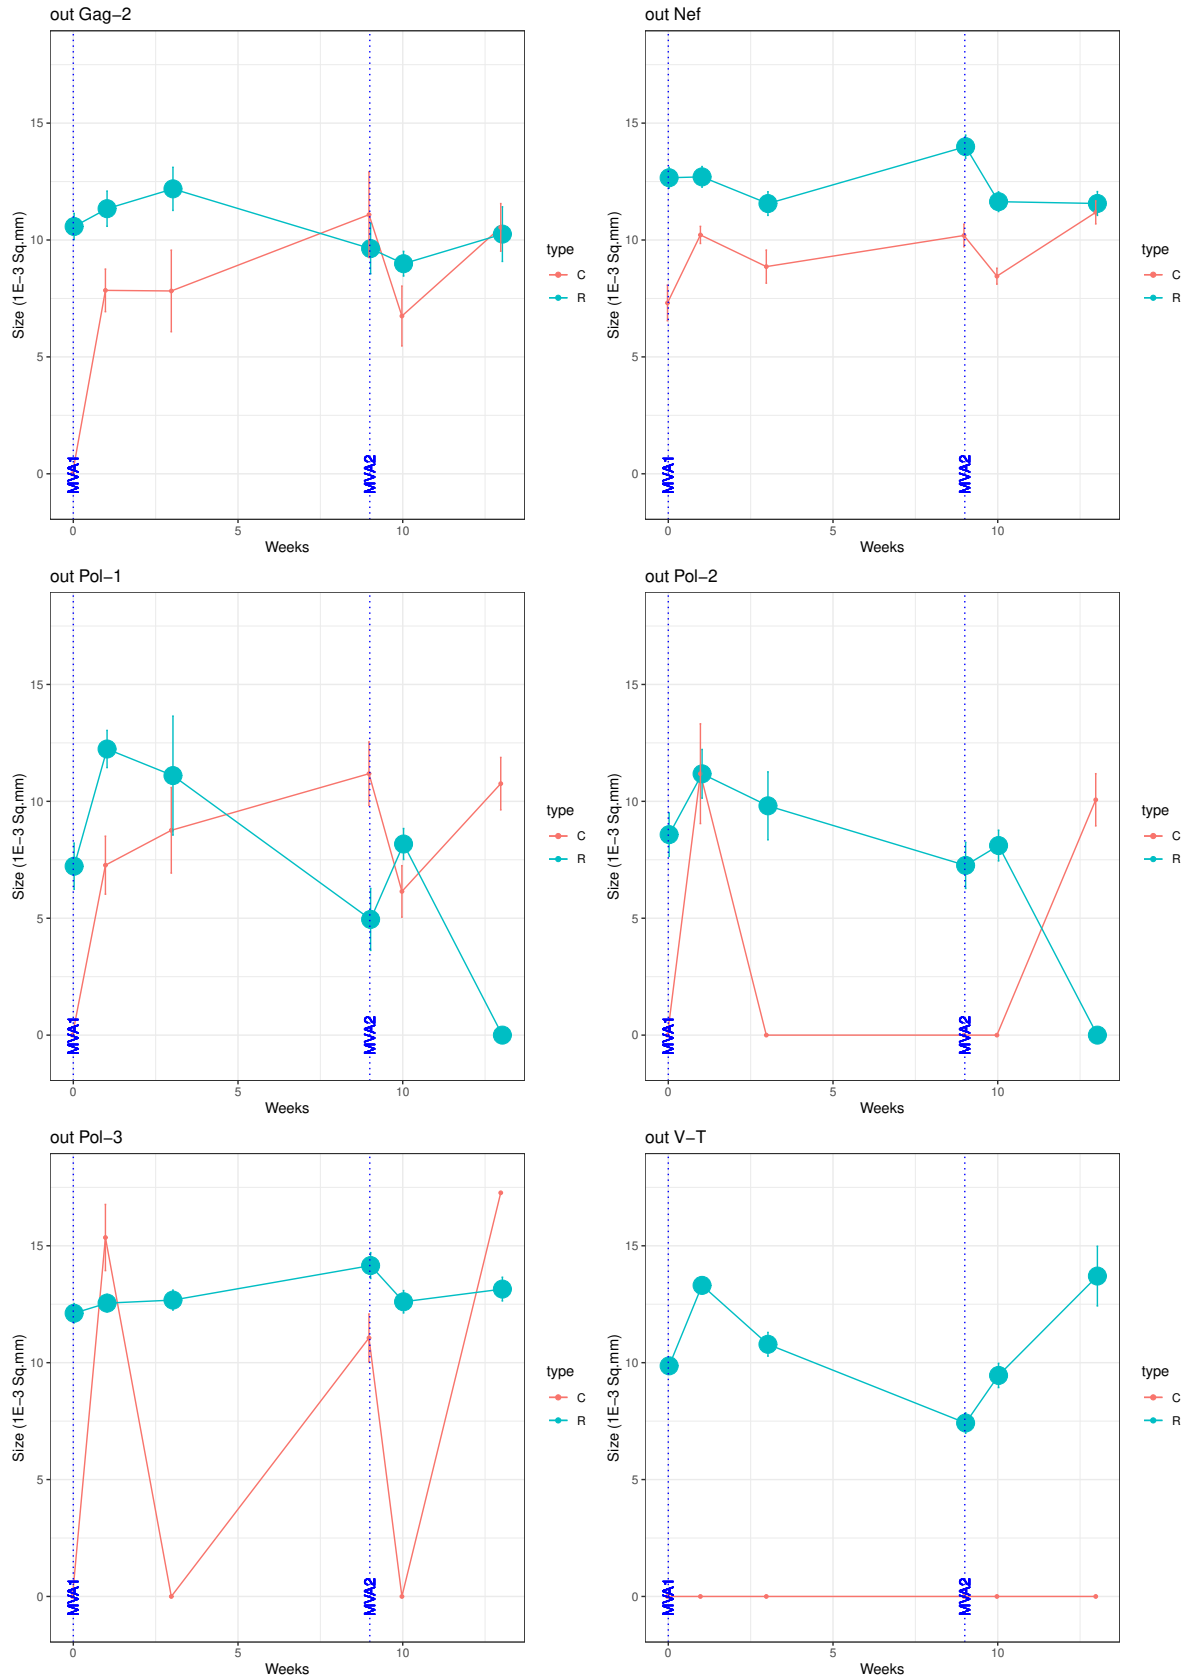 out Gag−2
15
10
5
0
Size (1E−3 Sq.mm)
MVA1
MVA2
0
5
10
Weeks
type
C
R
out Nef
15
10
5
0
Size (1E−3 Sq.mm)
MVA1
MVA2
0
5
10
Weeks
type
C
R
out Pol−1
15
10
5
0
Size (1E−3 Sq.mm)
MVA1
MVA2
0
5
10
Weeks
type
C
R
out Pol−2
15
10
5
0
Size (1E−3 Sq.mm)
MVA1
MVA2
0
5
10
Weeks
type
C
R
out Pol−3
15
10
5
0
Size (1E−3 Sq.mm)
MVA1
MVA2
0
5
10
Weeks
type
C
R
out V−T
15
10
5
0
Size (1E−3 Sq.mm)
MVA1
MVA2
0
5
10
Weeks
type
C
R